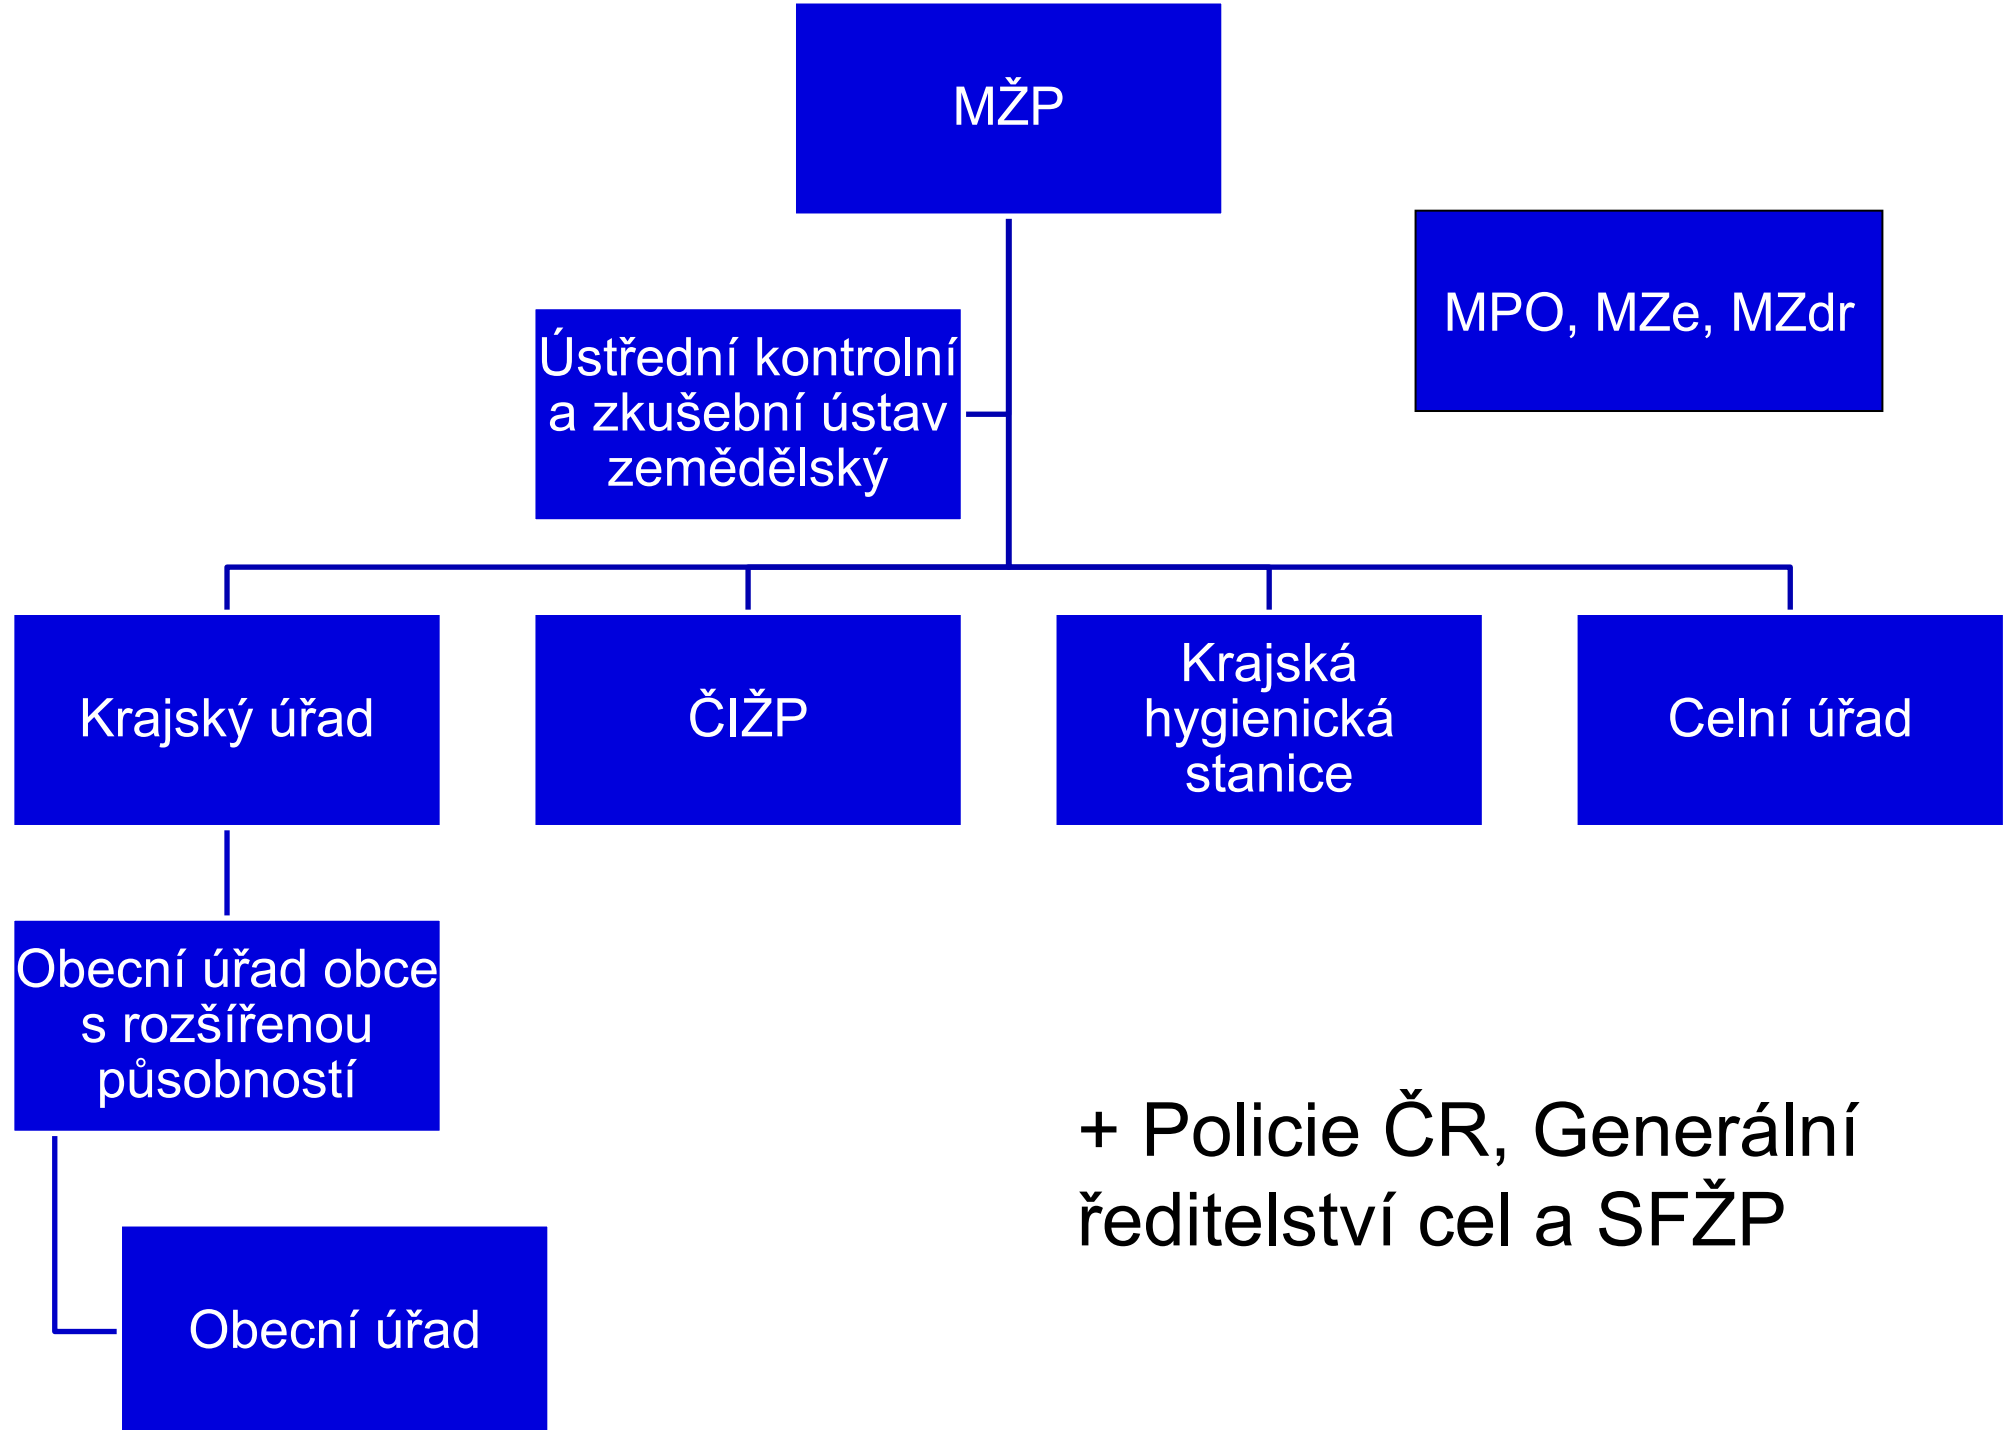 MŽP
MPO, MZe, MZdr
Ústřední kontrolní
a zkušební ústav
zemědělský
Krajský úřad
ČIŽP
Krajská
hygienická
stanice
Celní úřad
Obecní úřad obce
s rozšířenou
působností
+ Policie ČR, Generální
ředitelství cel a SFŽP
Obecní úřad